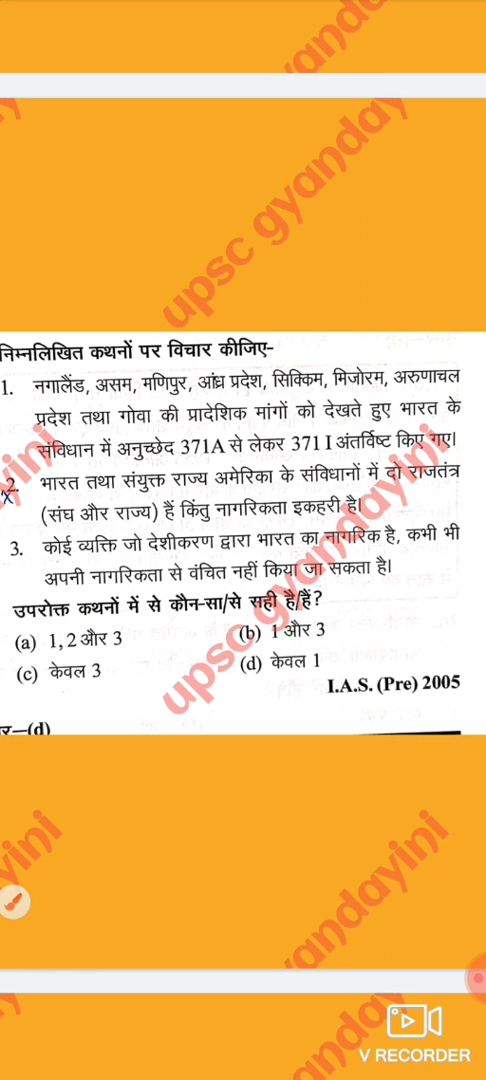 upsc gyandayini
निम्नलिखित कथनों पर विचार कीजिए-
1. नगालैंड, असम, मणिपुर, आंध्र प्रदेश, सिक्किम, मिजोरम, अरुणाचल
प्रदेश तथा गोवा की प्रादेशिक मांगों को देखते हुए भारत के
संविधान में अनुच्छेद 371A से लेकर 371 I अंतर्विष्ट किए गए।
2. भारत तथा संयुक्त राज्य अमेरिका के संविधानों में दो राजतंत्र
(संघ और राज्य) हैं किंतु नागरिकता इकहरी है।
3. कोई व्यक्ति जो देशीकरण द्वारा भारत का नागरिक है, कभी भी
अपनी नागरिकता से वंचित नहीं किया जा सकता है।
उपरोक्त कथनों में से कौन-सा/से सही है/हैं?
(a) 1, 2 और 3 (b) 1 और 3
(c) केवल 3 (d) केवल 1
I.A.S. (Pre) 2005
र—(d)
upsc gyandayini
V RECORDER